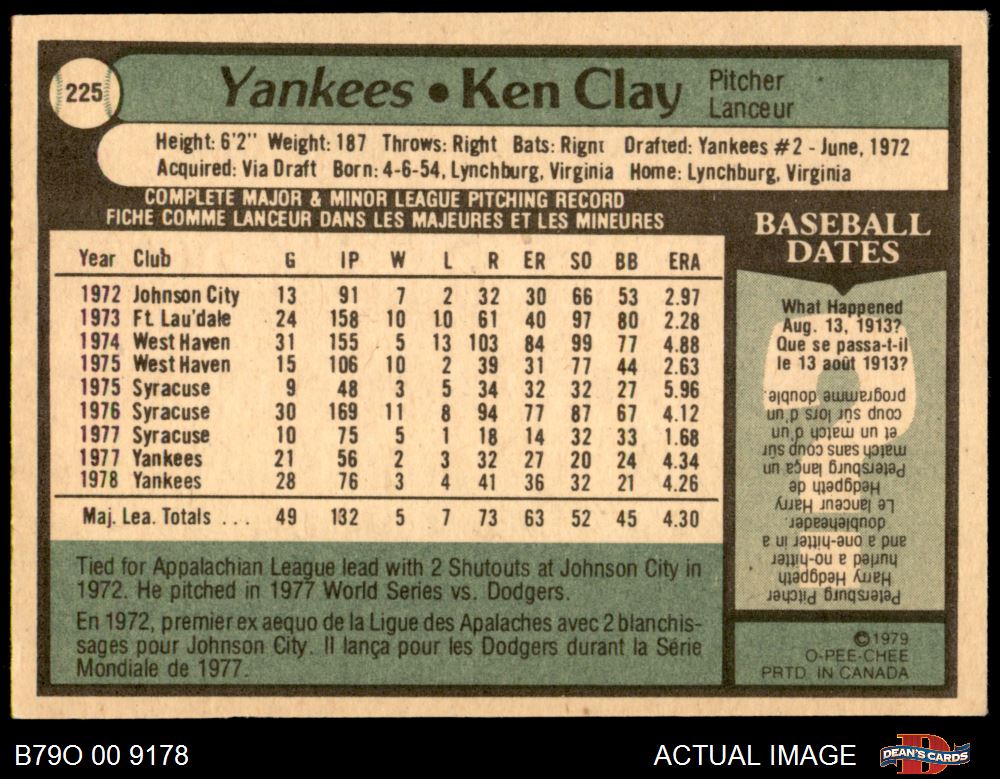 225
Yankees • Ken Clay Pitcher
Lanceur
Height: 6'2" Weight: 187 Throws: Right Bats: Right Drafted: Yankees #2 - June, 1972
Acquired: Via Draft Born: 4-6-54, Lynchburg, Virginia Home: Lynchburg, Virginia
COMPLETE MAJOR & MINOR LEAGUE PITCHING RECORD
FICHE COMME LANCEUR DANS LES MAJEURES ET LES MINEURES
Year Club G IP W L R ER SO BB ERA
1972 Johnson City 13 91 7 2 32 30 66 53 2.97
1973 Ft. Lau'dale 24 158 10 10 61 40 97 80 2.28
1974 West Haven 31 155 5 13 103 84 99 77 4.88
1975 West Haven 15 106 10 2 39 31 77 44 2.63
1975 Syracuse 9 48 3 5 34 32 32 27 5.96
1976 Syracuse 30 169 11 8 94 77 87 67 4.12
1977 Syracuse 10 75 5 1 18 14 32 33 1.68
1977 Yankees 21 56 2 3 32 27 20 24 4.34
1978 Yankees 28 76 3 4 41 36 32 21 4.26
Maj. Lea. Totals ... 49 132 5 7 73 63 52 45 4.30
Tied for Appalachian League lead with 2 Shutouts at Johnson City in
1972. He pitched in 1977 World Series vs. Dodgers.
En 1972, premier ex aequo de la Ligue des Apalaches avec 2 blanchis-
sages pour Johnson City. Il lança pour les Dodgers durant la Série
Mondiale de 1977.
BASEBALL
DATES
What Happened
Aug. 13, 1913?
Que se passa-t-il
le 13 août 1913?
Petersburg Pitcher
Harry Hedgpeth
hurled a no-hitter
and a one-hitter in a
doubleheader.
Le lanceur Harry
Hedgpeth de
Petersburg lança un
match sans coup sûr
et un match d'un
coup sûr lors d'un
programme double.
©1979
O-PEE-CHEE
PRTD. IN CANADA
B79O 00 9178
ACTUAL IMAGE
DEAN'S CARDS